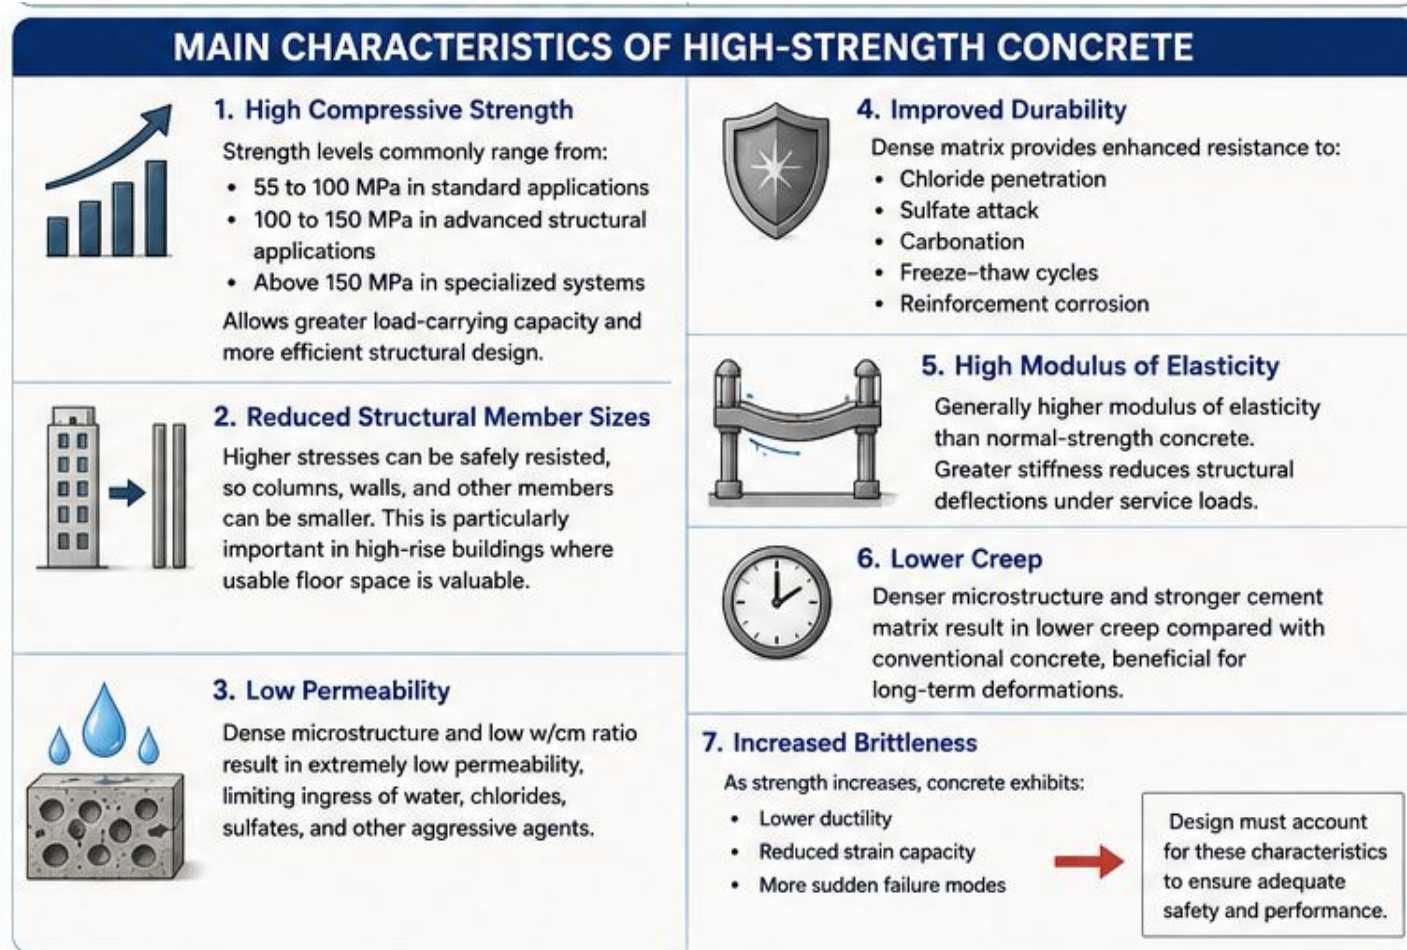 MAIN CHARACTERISTICS OF HIGH-STRENGTH CONCRETE
1. High Compressive Strength
Strength levels commonly range from:
• 55 to 100 MPa in standard applications
• 100 to 150 MPa in advanced structural
applications
• Above 150 MPa in specialized systems
Allows greater load-carrying capacity and
more efficient structural design.
2. Reduced Structural Member Sizes
Higher stresses can be safely resisted,
so columns, walls, and other members
can be smaller. This is particularly
important in high-rise buildings where
usable floor space is valuable.
3. Low Permeability
Dense microstructure and low w/cm ratio
result in extremely low permeability,
limiting ingress of water, chlorides,
sulfates, and other aggressive agents.
4. Improved Durability
Dense matrix provides enhanced resistance to:
• Chloride penetration
• Sulfate attack
• Carbonation
• Freeze–thaw cycles
• Reinforcement corrosion
5. High Modulus of Elasticity
Generally higher modulus of elasticity
than normal-strength concrete.
Greater stiffness reduces structural
deflections under service loads.
6. Lower Creep
Denser microstructure and stronger cement
matrix result in lower creep compared with
conventional concrete, beneficial for
long-term deformations.
7. Increased Brittleness
As strength increases, concrete exhibits:
• Lower ductility
• Reduced strain capacity
• More sudden failure modes
Design must account
for these characteristics
to ensure adequate
safety and performance.